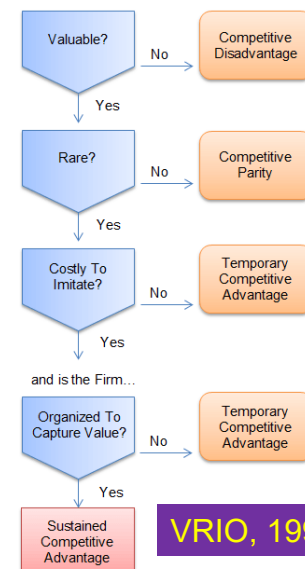 Valuable?
No
Competitive
Disadvantage
Yes
Rare?
No
Competitive
Parity
Yes
Costly To
Imitate?
No
Temporary
Competitive
Advantage
Yes
and is the Firm...
Organized To
Capture Value?
No
Temporary
Competitive
Advantage
Yes
Sustained
Competitive
Advantage
VRIO, 199